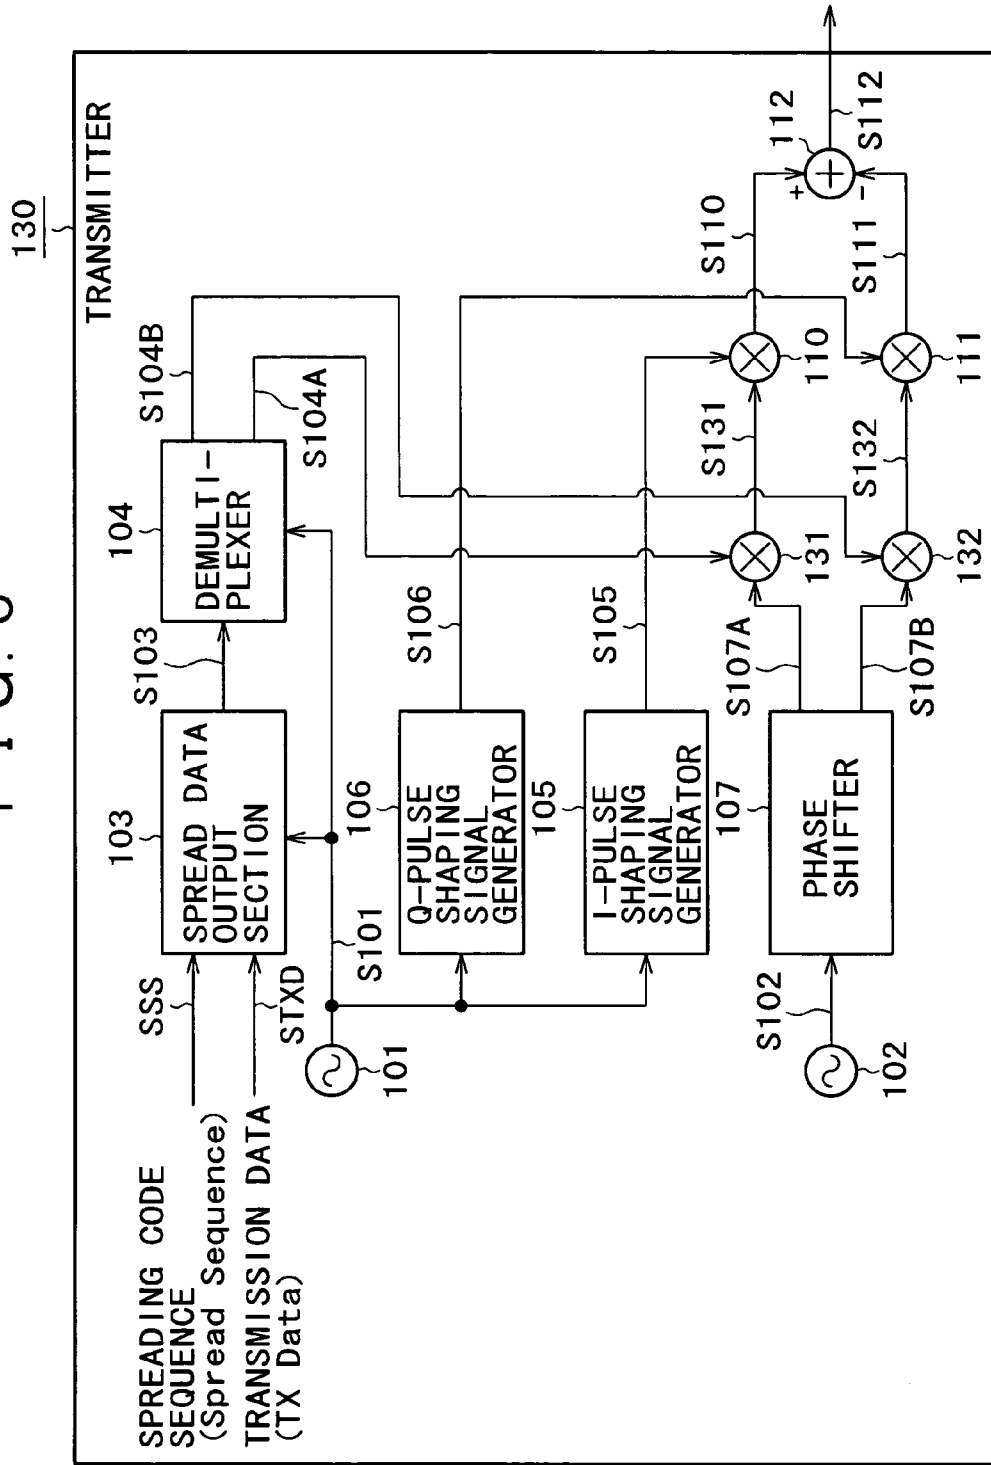 130
TRANSMITTER
SPREADING CODE
SEQUENCE
(Spread Sequence)
TRANSMISSION DATA
(TX Data)
SSS
STXD
103
SPREAD DATA
OUTPUT
SECTION
S103
104
DEMULTI-
PLEXER
S104B
S104A
101
S101
106
Q-PULSE
SHAPING
SIGNAL
GENERATOR
S106
105
I-PULSE
SHAPING
SIGNAL
GENERATOR
S105
102
S102
107
PHASE
SHIFTER
S107A
S107B
131
S131
110
S110
132
S132
111
S111
+
-
112
S112